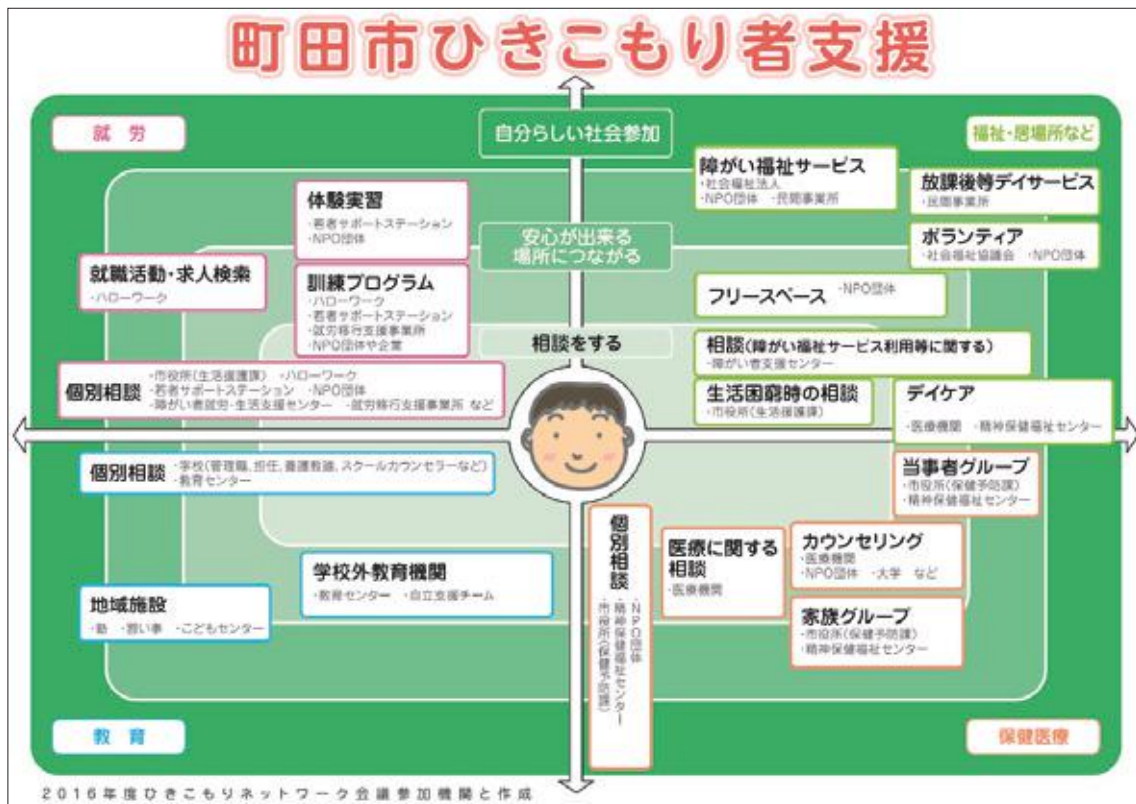 町田市ひきこもり者支援
就労
自分らしい社会参加
福祉・居場所など
体験実習
・若者サポートステーション
・NPO団体
安心が出来る
場所につながる
就職活動・求人検索
・ハローワーク
訓練プログラム
・ハローワーク
・若者サポートステーション
・就労移行支援事業所
・NPO団体や企業
相談をする
個別相談
・市役所(生活援護課) ・ハローワーク
・若者サポートステーション ・NPO団体
・障がい者就労・生活支援センター ・就労移行支援事業所 など
障がい福祉サービス
・社会福祉法人
・NPO団体 ・民間事業所
放課後等デイサービス
・民間事業所
ボランティア
・社会福祉協議会 ・NPO団体
フリースペース ・NPO団体
相談(障がい福祉サービス利用等に関する)
・障がい者支援センター
生活困窮時の相談
・市役所(生活援護課)
デイケア
・医療機関 ・精神保健福祉センター
個別相談
・学校(管理職、担任、養護教諭、スクールカウンセラーなど)
・教育センター
学校外教育機関
・教育センター ・自立支援チーム
地域施設
・塾 ・習い事 ・こどもセンター
教育
当事者グループ
・市役所(保健予防課)
・精神保健福祉センター
個別相談
・NPO団体
・精神保健福祉センター
・市役所(保健予防課)
医療に関する
相談
・医療機関
カウンセリング
・医療機関
・NPO団体 ・大学 など
家族グループ
・市役所(保健予防課)
・精神保健福祉センター
保健医療
2016年度ひきこもりネットワーク会議参加機関と作成